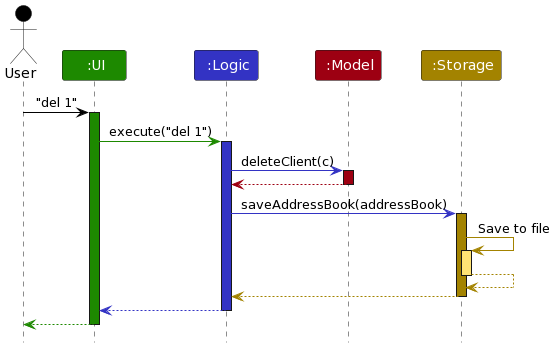 User
:UI
:Logic
:Model
:Storage
"del 1"
execute("del 1")
deleteClient(c)
saveAddressBook(addressBook)
Save to file